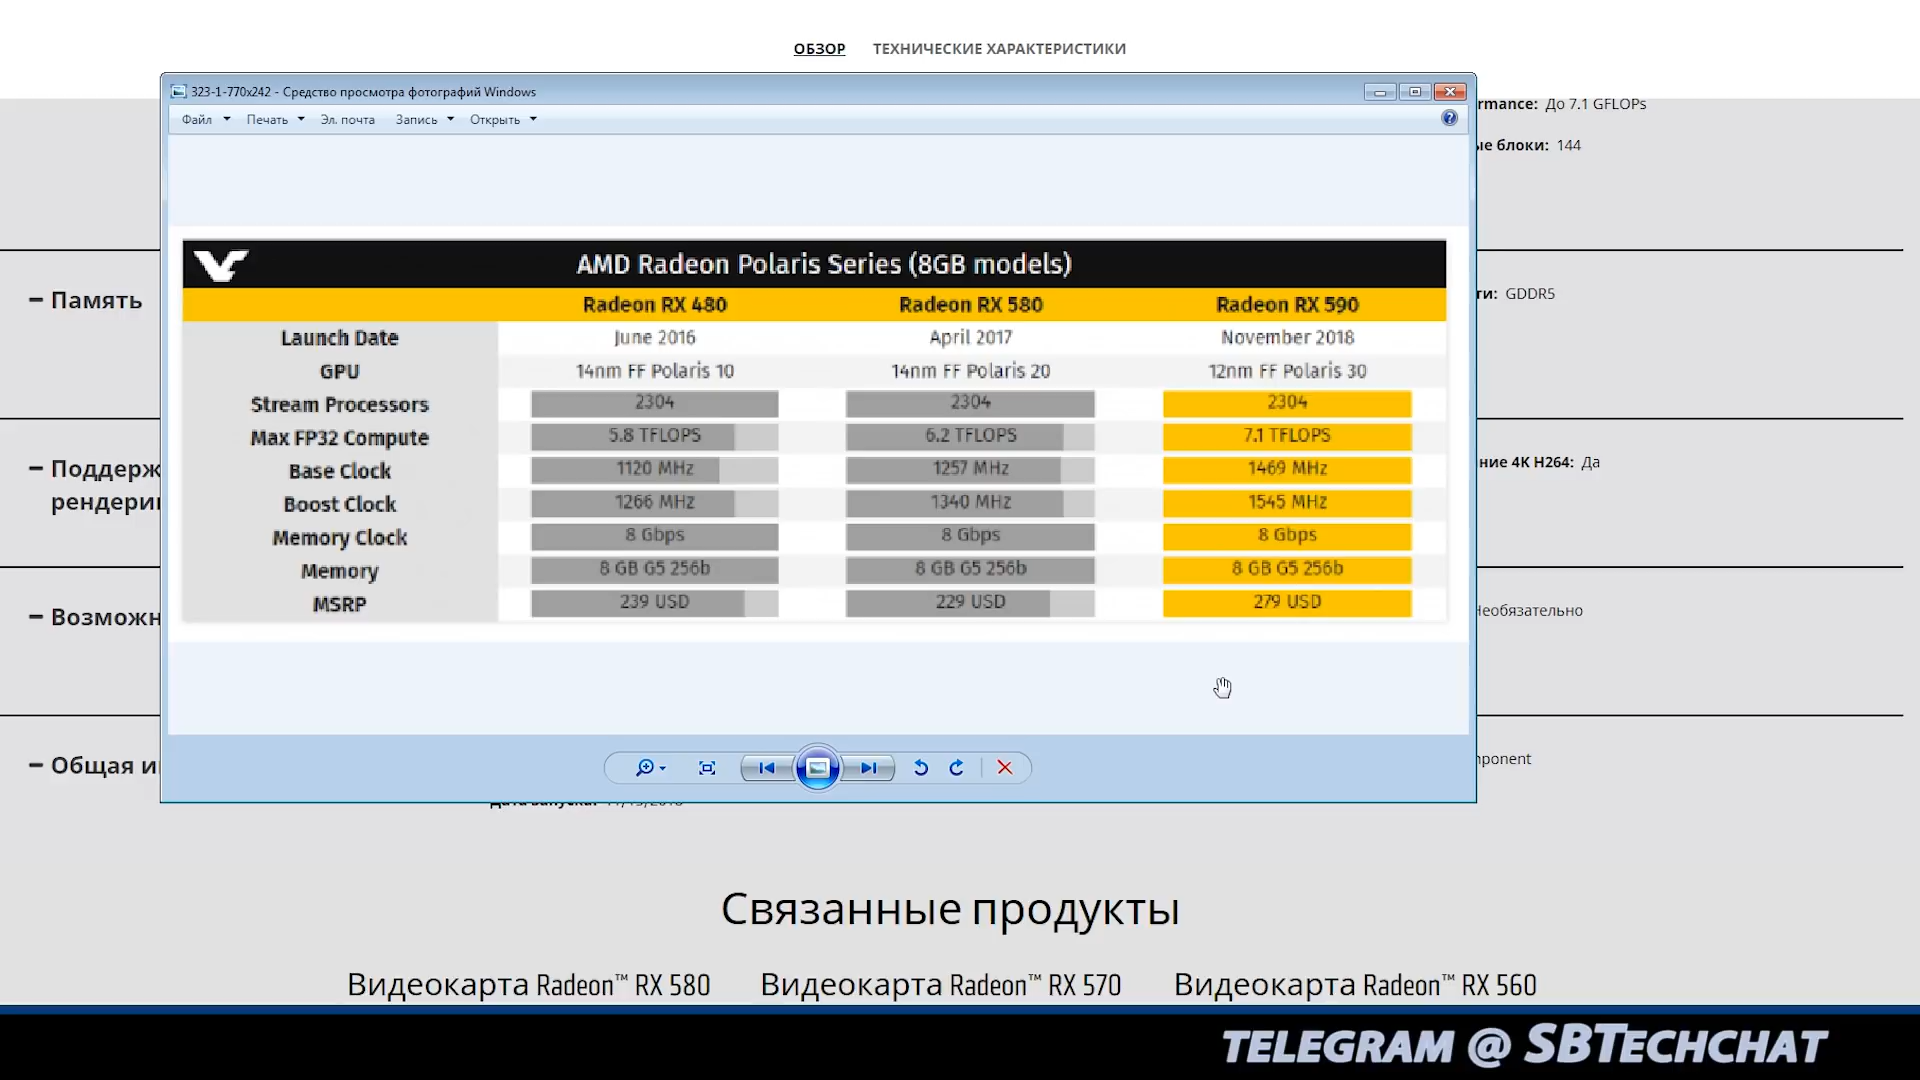 ОБЗОР ТЕХНИЧЕСКИЕ ХАРАКТЕРИСТИКИ
323-1-770x242 - Средство просмотра фотографий Windows
Файл Печать Эл. почта Запись Открыть
rmance: До 7.1 GFLOPs
ые блоки: 144
AMD Radeon Polaris Series (8GB models)
Radeon RX 480 Radeon RX 580 Radeon RX 590
Launch Date June 2016 April 2017 November 2018
GPU 14nm FF Polaris 10 14nm FF Polaris 20 12nm FF Polaris 30
Stream Processors 2304 2304 2304
Max FP32 Compute 5.8 TFLOPS 6.2 TFLOPS 7.1 TFLOPS
Base Clock 1120 MHz 1257 MHz 1469 MHz
Boost Clock 1266 MHz 1340 MHz 1545 MHz
Memory Clock 8 Gbps 8 Gbps 8 Gbps
Memory 8 GB G5 256b 8 GB G5 256b 8 GB G5 256b
MSRP 239 USD 229 USD 279 USD
− Память
ти: GDDR5
− Поддерж
рендери
ние 4K H264: Да
− Возможн
Необязательно
− Общая и
mponent
Связанные продукты
Видеокарта Radeon™ RX 580 Видеокарта Radeon™ RX 570 Видеокарта Radeon™ RX 560
TELEGRAM @ SBTECHCHAT